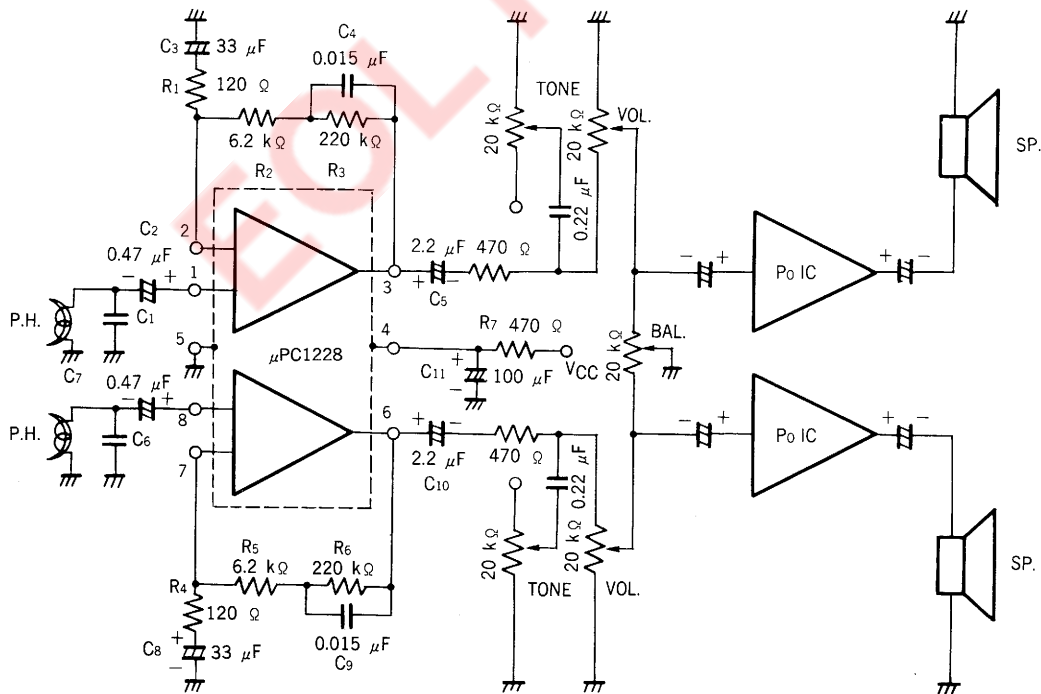 C3
33 μF
C4
0.015 μF
R1
120 Ω
6.2 kΩ
220 kΩ
R2
R3
20 kΩ
TONE
20 kΩ
VOL.
0.22 μF
SP.
C2
0.47 μF
2
1
- +
P.H.
C1
3
2.2 μF
470 Ω
+ -
C5
- +
Po IC
+ -
5
μPC1228
4
R7 470 Ω
+
C11
-
100 μF
VCC
20 kΩ
BAL.
C7
0.47 μF
- +
P.H.
C6
8
7
6
+ -
2.2 μF
C10
470 Ω
0.22 μF
- +
Po IC
+ -
R5
6.2 kΩ
R6
220 kΩ
20 kΩ
TONE
20 kΩ
VOL.
SP.
R4
120 Ω
+
C8
-
33 μF
0.015 μF
C9
EOL